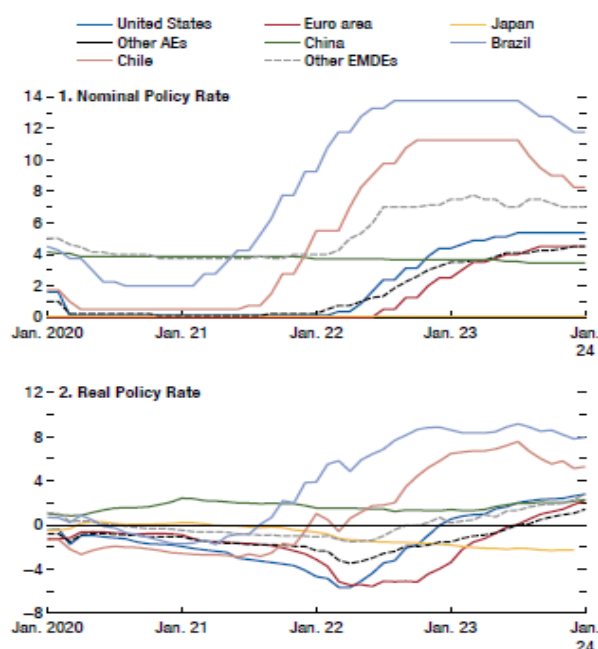 United States Euro area Japan
Other AEs China Brazil
Chile Other EMDEs
14
1. Nominal Policy Rate
12
10
8
6
4
2
0
Jan. 2020 Jan. 21 Jan. 22 Jan. 23 Jan.
24
12
2. Real Policy Rate
8
4
0
−4
−8
Jan. 2020 Jan. 21 Jan. 22 Jan. 23 Jan.
24